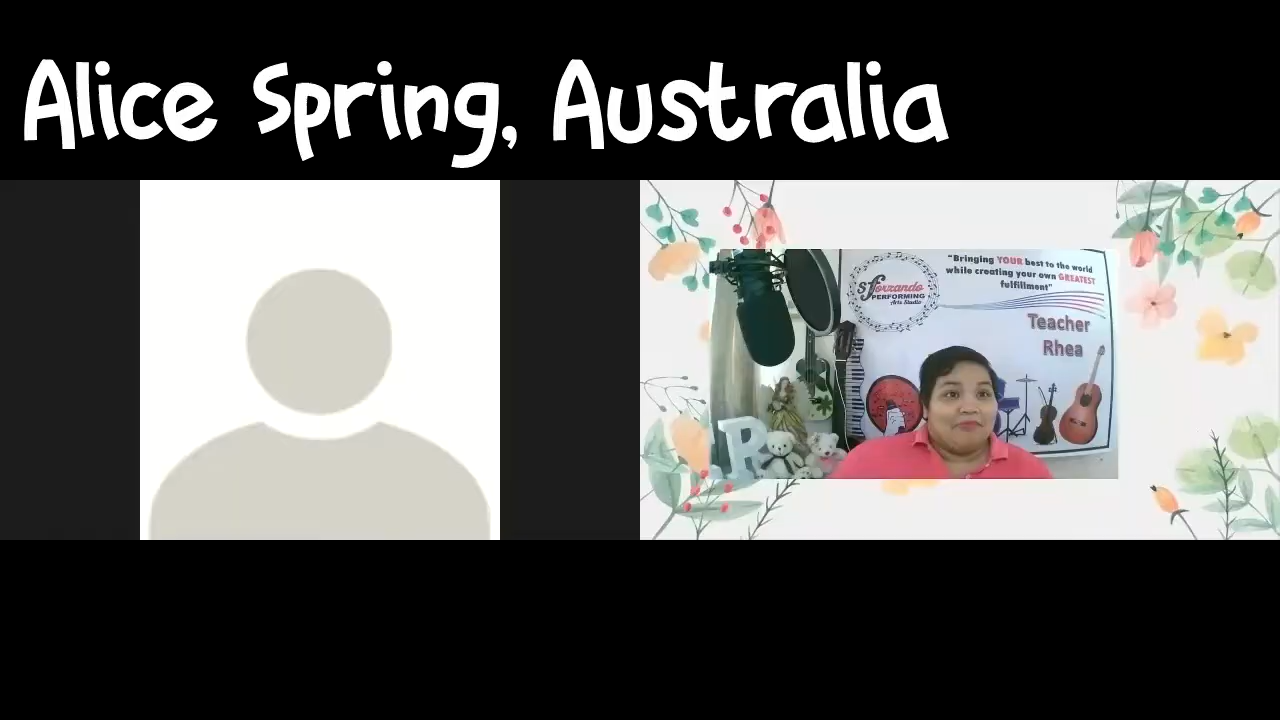 Alice Spring, Australia
"Bringing YOUR best to the world
while creating your own GREATEST
fulfillment"
Sforzando
PERFORMING
Arts Studio
Teacher
Rhea
R